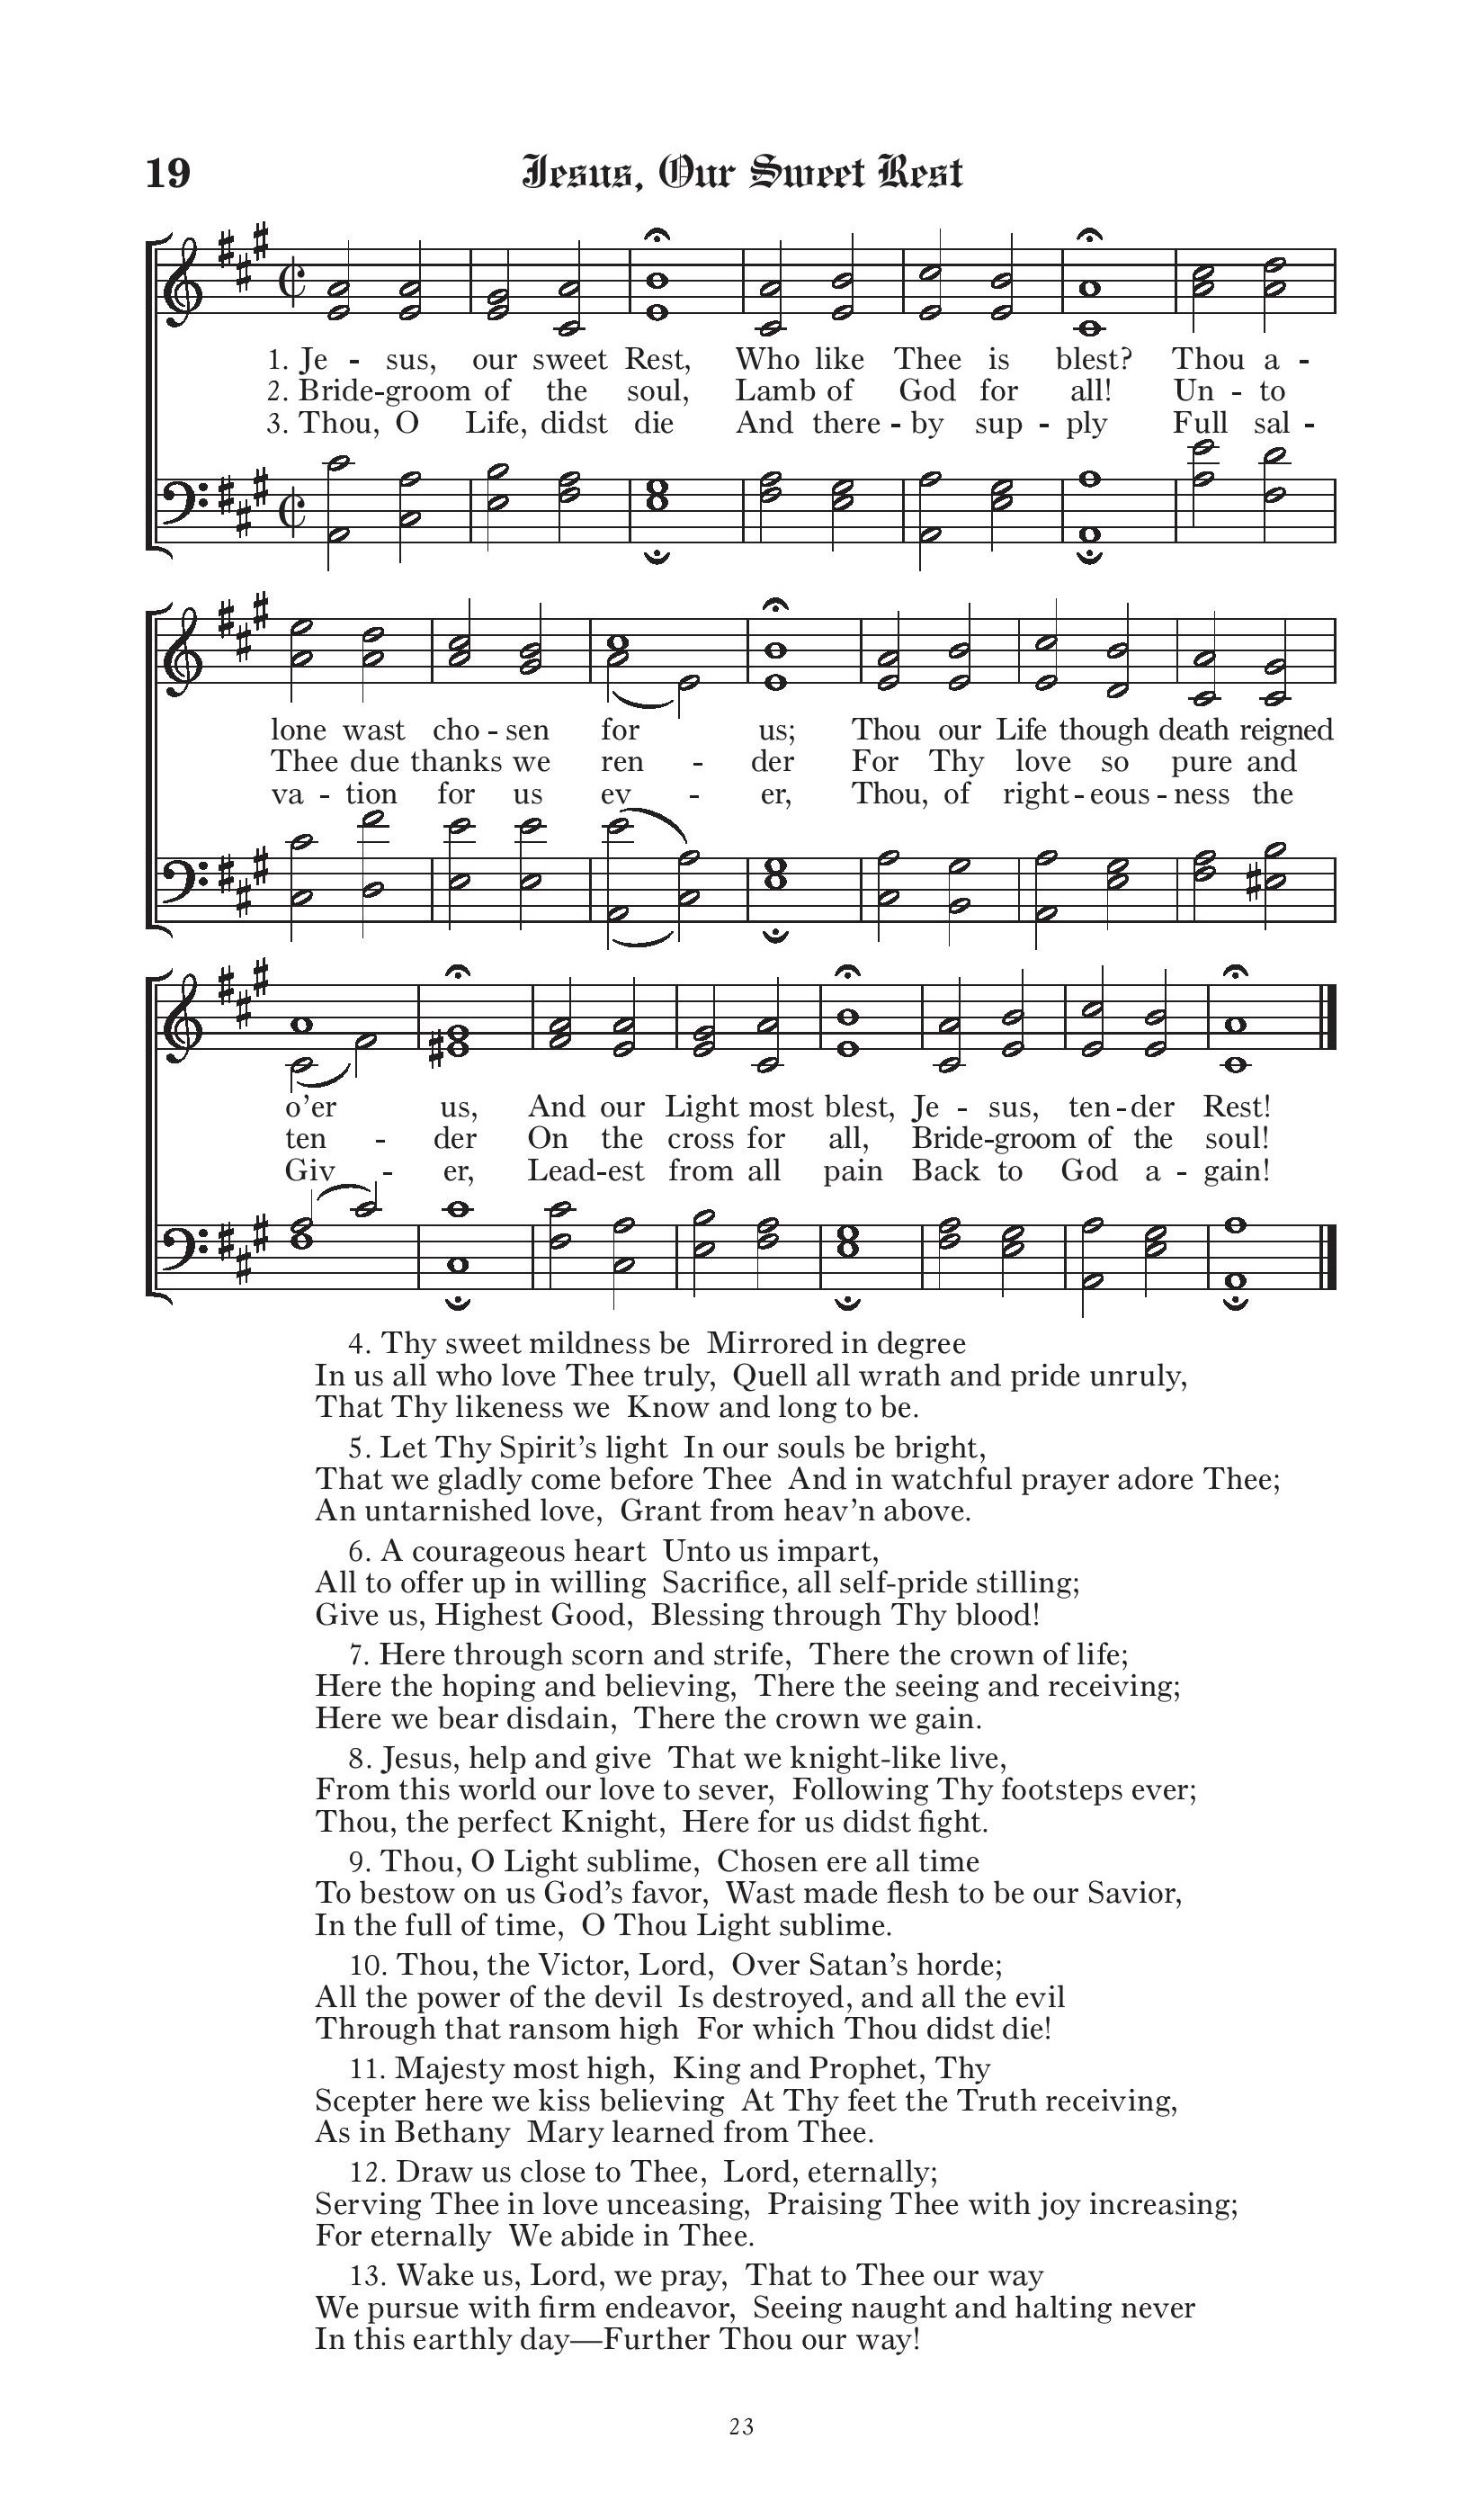 19
Jesus, Our Sweet Rest
1. Je - sus, our sweet Rest, Who like Thee is blest? Thou a -
2. Bride-groom of the soul, Lamb of God for all! Un - to
3. Thou, O Life, didst die And there - by sup - ply Full sal -
lone wast cho - sen for us; Thou our Life though death reigned
Thee due thanks we ren - der For Thy love so pure and
va - tion for us ev - er, Thou, of right - eous - ness the
o’er us, And our Light most blest, Je - sus, ten - der Rest!
ten - der On the cross for all, Bride-groom of the soul!
Giv - er, Lead-est from all pain Back to God a - gain!
4. Thy sweet mildness be Mirrored in degree
In us all who love Thee truly, Quell all wrath and pride unruly,
That Thy likeness we Know and long to be.
5. Let Thy Spirit’s light In our souls be bright,
That we gladly come before Thee And in watchful prayer adore Thee;
An untarnished love, Grant from heav’n above.
6. A courageous heart Unto us impart,
All to offer up in willing Sacrifice, all self-pride stilling;
Give us, Highest Good, Blessing through Thy blood!
7. Here through scorn and strife, There the crown of life;
Here the hoping and believing, There the seeing and receiving;
Here we bear disdain, There the crown we gain.
8. Jesus, help and give That we knight-like live,
From this world our love to sever, Following Thy footsteps ever;
Thou, the perfect Knight, Here for us didst fight.
9. Thou, O Light sublime, Chosen ere all time
To bestow on us God’s favor, Wast made flesh to be our Savior,
In the full of time, O Thou Light sublime.
10. Thou, the Victor, Lord, Over Satan’s horde;
All the power of the devil Is destroyed, and all the evil
Through that ransom high For which Thou didst die!
11. Majesty most high, King and Prophet, Thy
Scepter here we kiss believing At Thy feet the Truth receiving,
As in Bethany Mary learned from Thee.
12. Draw us close to Thee, Lord, eternally;
Serving Thee in love unceasing, Praising Thee with joy increasing;
For eternally We abide in Thee.
13. Wake us, Lord, we pray, That to Thee our way
We pursue with firm endeavor, Seeing naught and halting never
In this earthly day—Further Thou our way!
23